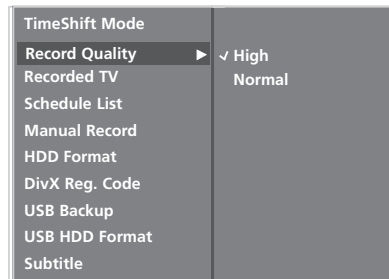 TimeShift Mode
Record Quality ▶ ✓ High
Recorded TV Normal
Schedule List
Manual Record
HDD Format
DivX Reg. Code
USB Backup
USB HDD Format
Subtitle